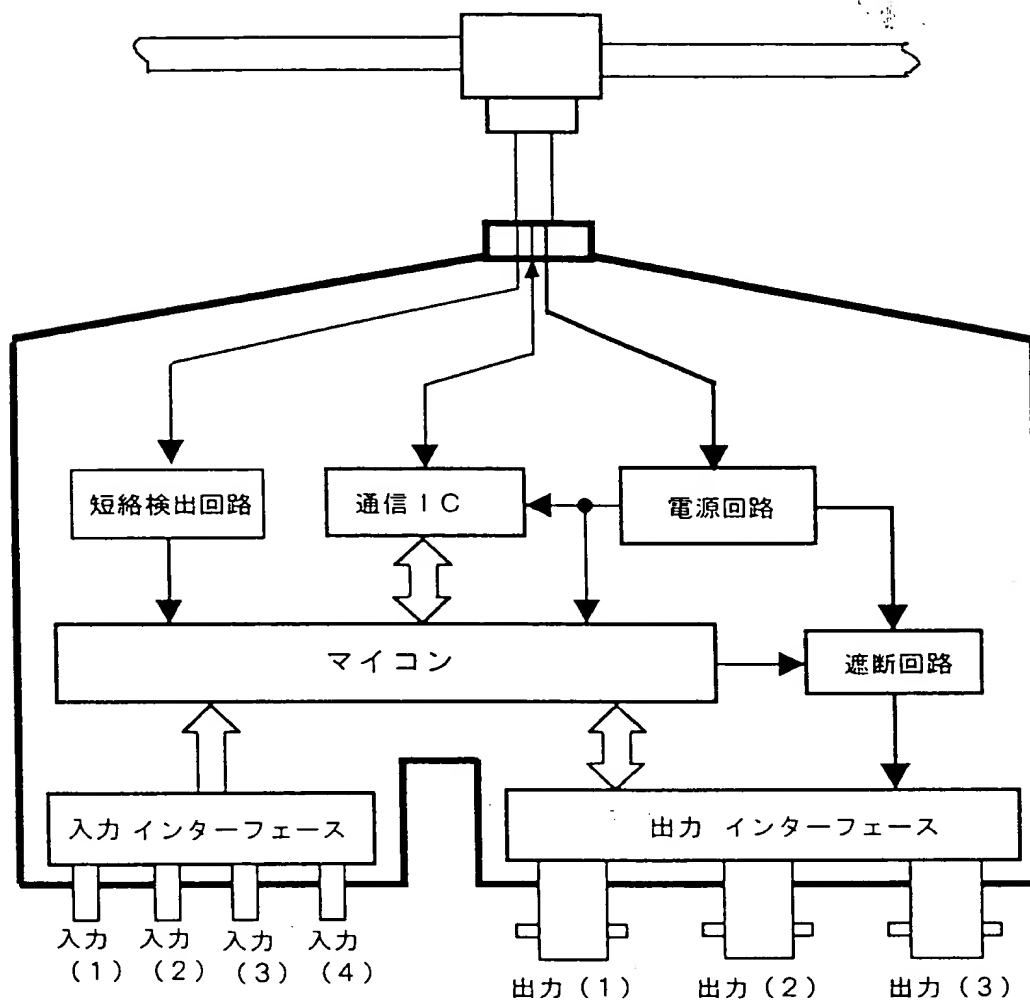 短絡検出回路
通信IC
電源回路
マイコン
遮断回路
入力 インターフェース
出力 インターフェース
入力
(1)
入力
(2)
入力
(3)
入力
(4)
出力 (1)
出力 (2)
出力 (3)